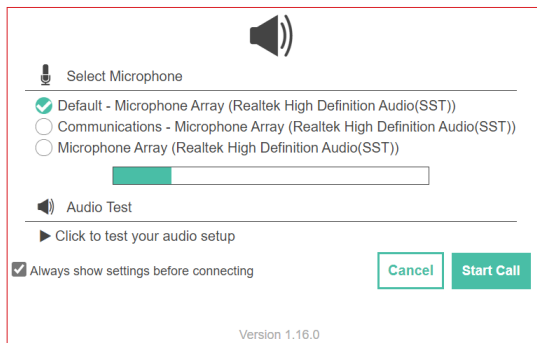 Select Microphone
Default - Microphone Array (Realtek High Definition Audio(SST))
Communications - Microphone Array (Realtek High Definition Audio(SST))
Microphone Array (Realtek High Definition Audio(SST))
Audio Test
Click to test your audio setup
Always show settings before connecting
Cancel
Start Call
Version 1.16.0